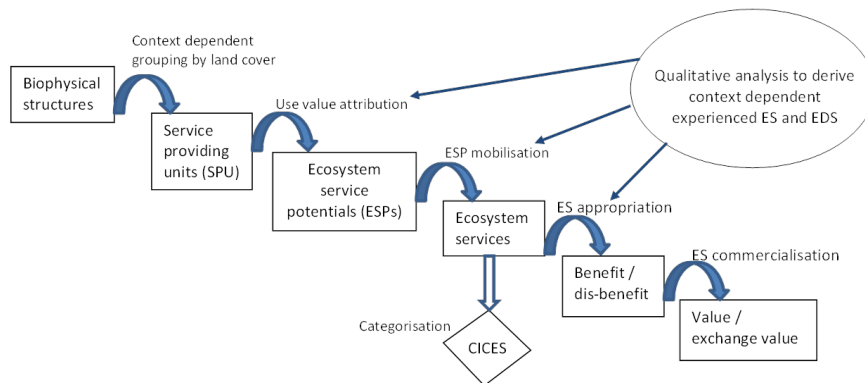 Context dependent
grouping by land cover
Biophysical
structures
Use value attribution
Qualitative analysis to derive
context dependent
experienced ES and EDS
Service
providing
units (SPU)
ESP mobilisation
Ecosystem
service
potentials (ESPs)
ES appropriation
Ecosystem
services
ES commercialisation
Benefit /
dis-benefit
Categorisation
Value /
exchange value
CICES